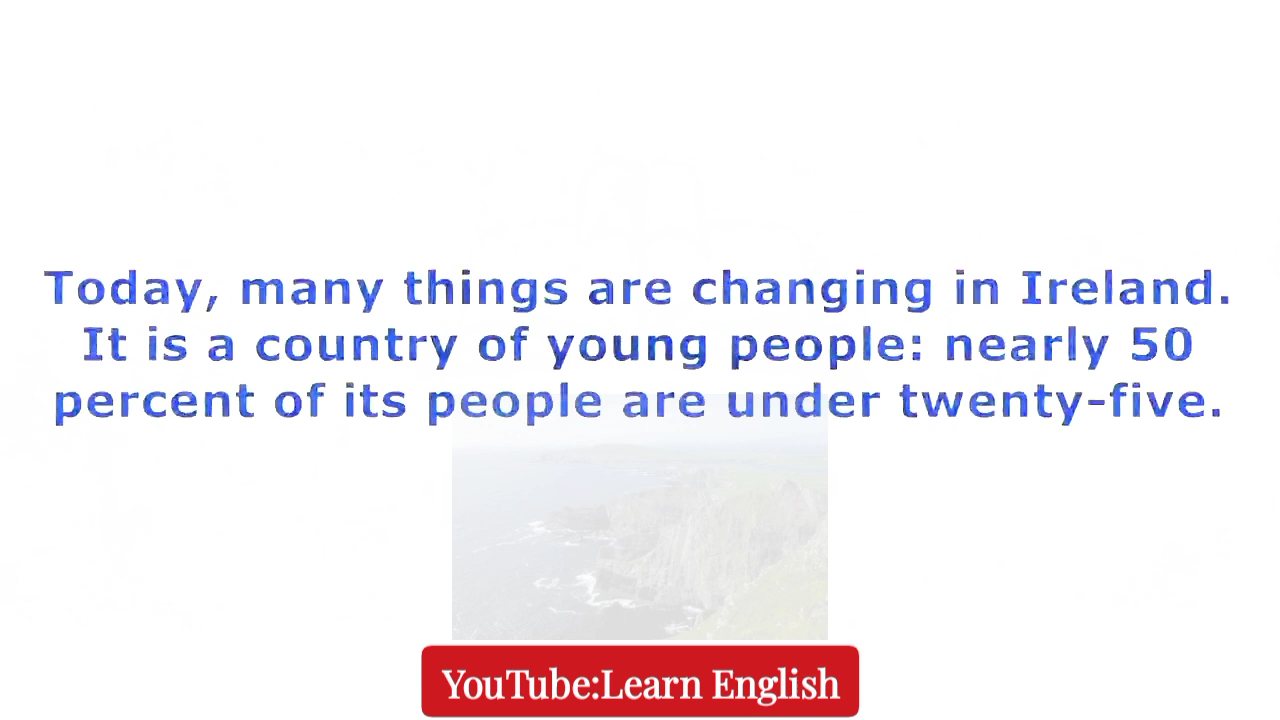 Today, many things are changing in Ireland.
It is a country of young people: nearly 50
percent of its people are under twenty-five.
YouTube:Learn English